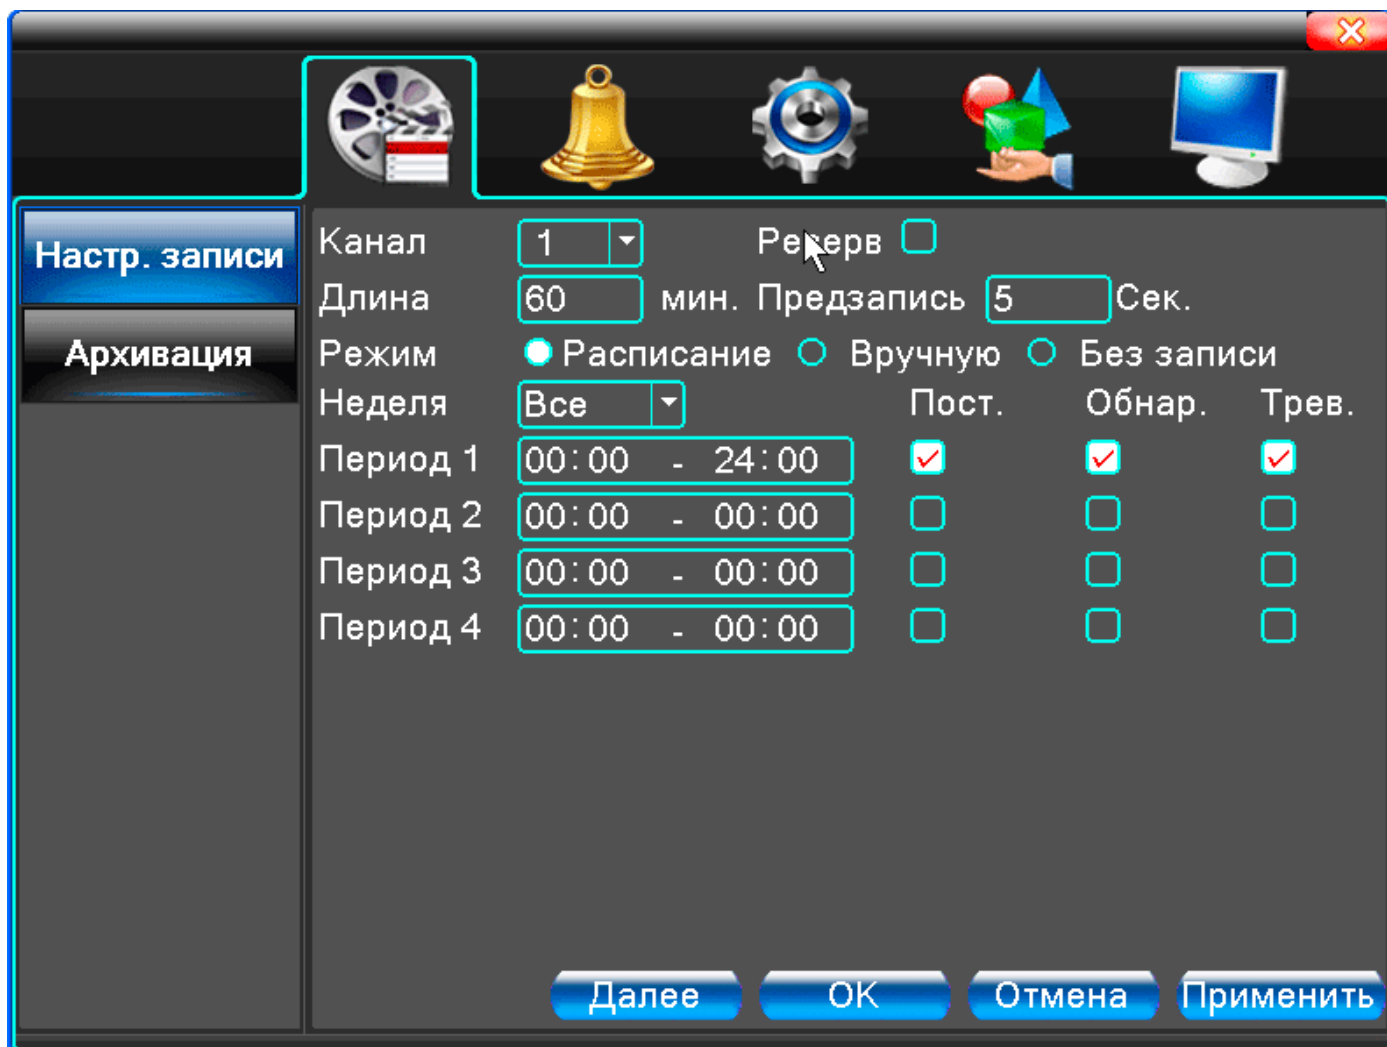 Настр. записи
Архивация
Канал 1 Резерв
Длина 60 мин. Предзапись 5 Сек.
Режим Расписание Вручную Без записи
Неделя Все Пост. Обнар. Трев.
Период 1 00:00 - 24:00
Период 2 00:00 - 00:00
Период 3 00:00 - 00:00
Период 4 00:00 - 00:00
Далее OK Отмена Применить